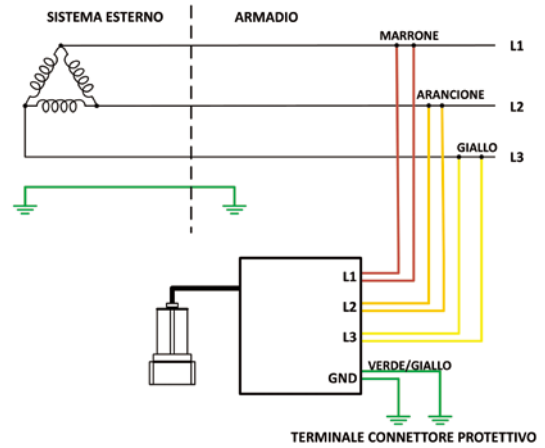 SISTEMA ESTERNO
ARMADIO
MARRONE
L1
ARANCIONE
L2
GIALLO
L3
L1
L2
L3
VERDE/GIALLO
GND
TERMINALE CONNETTORE PROTETTIVO